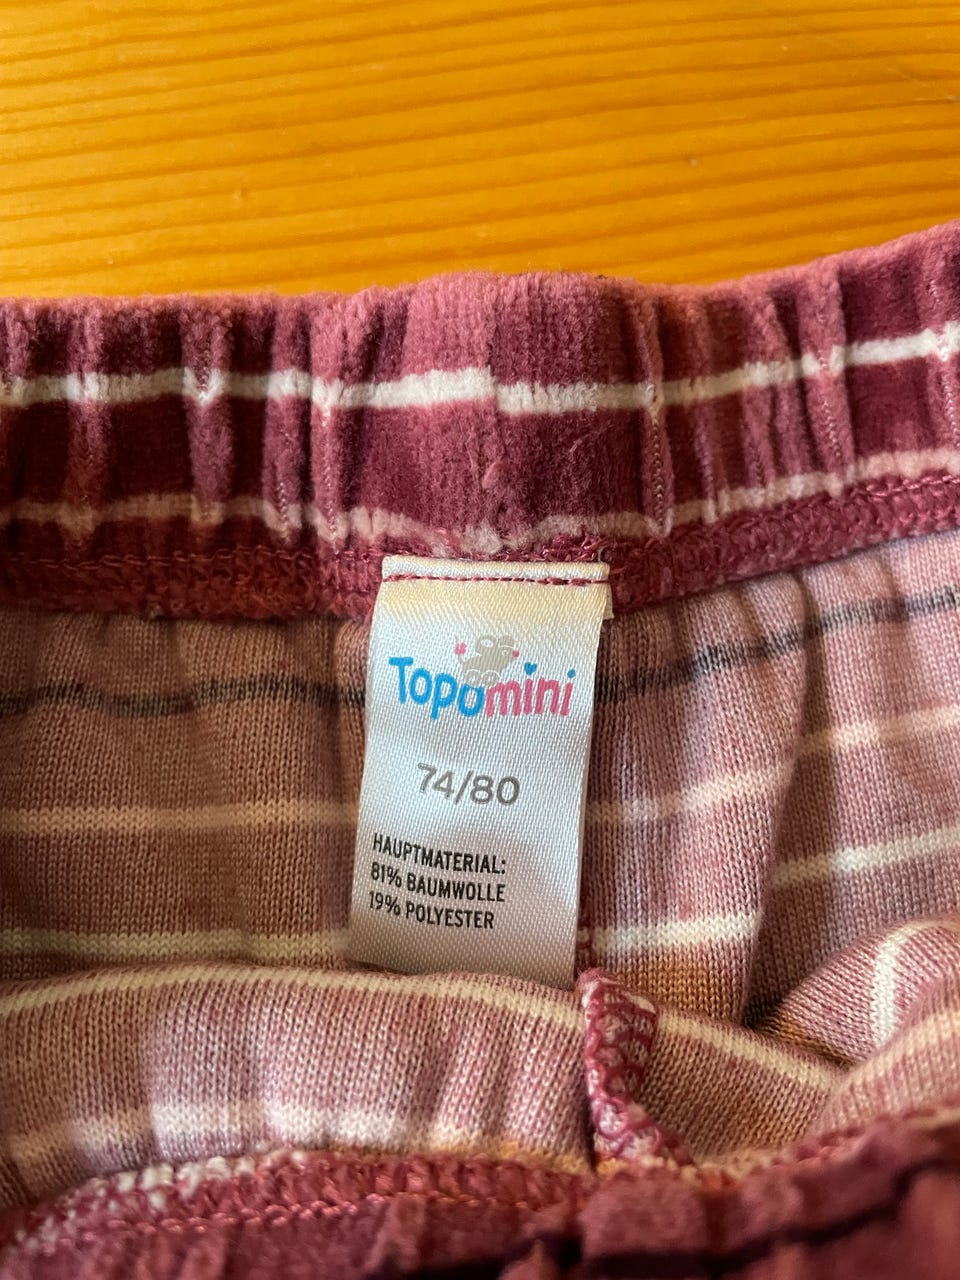 Topomini
74/80
HAUPTMATERIAL:
81% BAUMWOLLE
19% POLYESTER